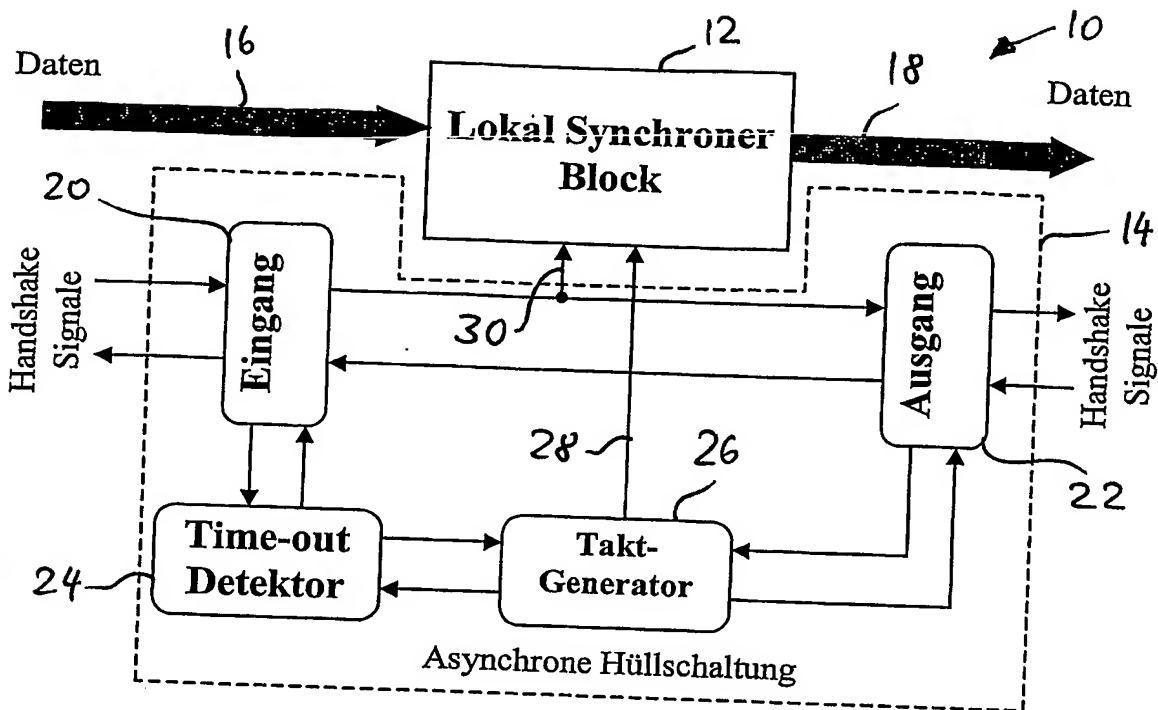 16
12
10
Daten
18
Daten
Lokal Synchroner
Block
20
14
Handshake
Signale
Eingang
30
Ausgang
Handshake
Signale
28
26
22
Time-out
Detektor
Takt-
Generator
24
Asynchrone Hüllschaltung